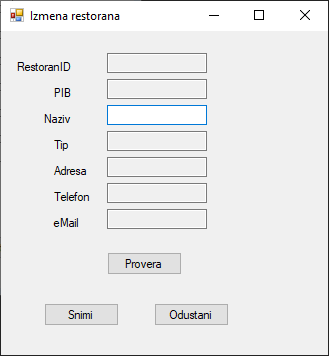 Izmena restorana
RestoranID
PIB
Naziv
Tip
Adresa
Telefon
eMail
Provera
Snimi
Odustani